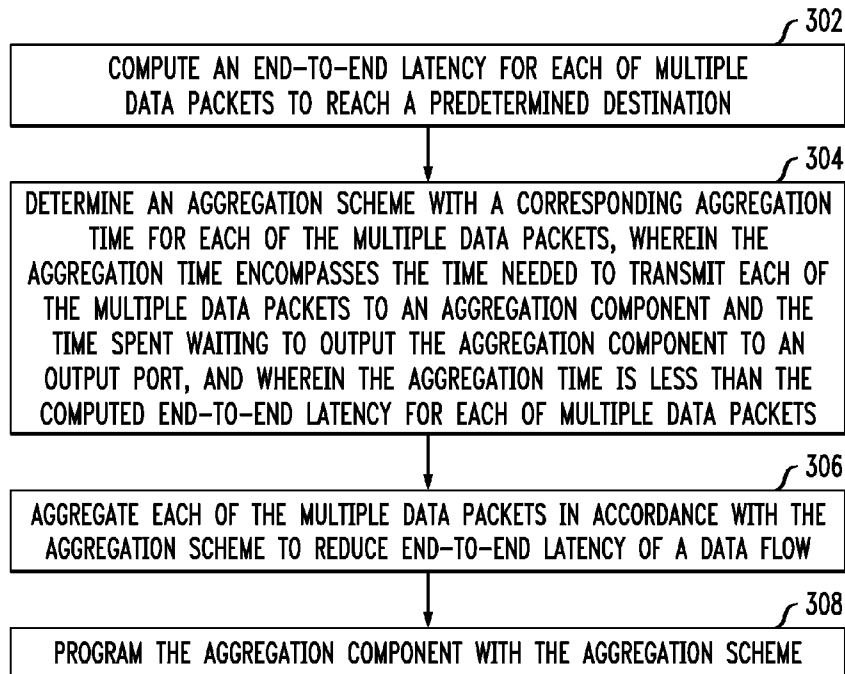 302
COMPUTE AN END-TO-END LATENCY FOR EACH OF MULTIPLE
DATA PACKETS TO REACH A PREDETERMINED DESTINATION
304
DETERMINE AN AGGREGATION SCHEME WITH A CORRESPONDING AGGREGATION
TIME FOR EACH OF THE MULTIPLE DATA PACKETS, WHEREIN THE
AGGREGATION TIME ENCOMPASSES THE TIME NEEDED TO TRANSMIT EACH OF
THE MULTIPLE DATA PACKETS TO AN AGGREGATION COMPONENT AND THE
TIME SPENT WAITING TO OUTPUT THE AGGREGATION COMPONENT TO AN
OUTPUT PORT, AND WHEREIN THE AGGREGATION TIME IS LESS THAN THE
COMPUTED END-TO-END LATENCY FOR EACH OF MULTIPLE DATA PACKETS
306
AGGREGATE EACH OF THE MULTIPLE DATA PACKETS IN ACCORDANCE WITH THE
AGGREGATION SCHEME TO REDUCE END-TO-END LATENCY OF A DATA FLOW
308
PROGRAM THE AGGREGATION COMPONENT WITH THE AGGREGATION SCHEME